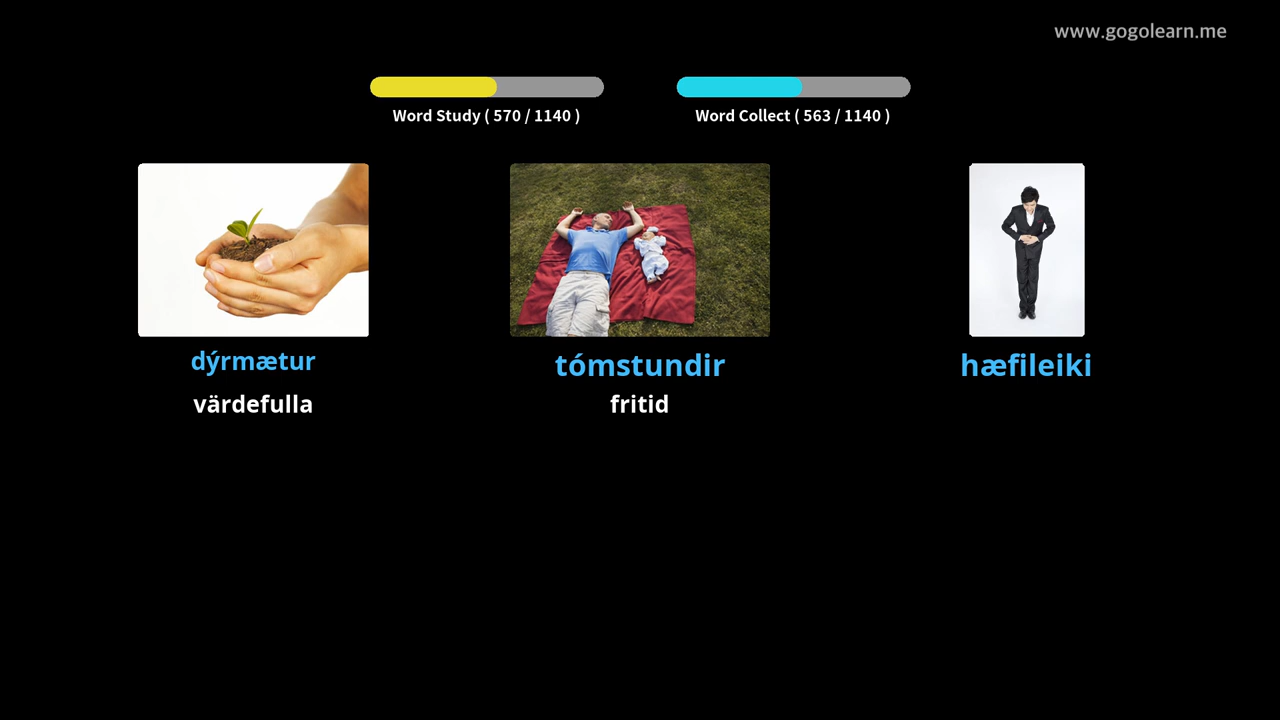 www.gogolearn.me
Word Study ( 570 / 1140 )
Word Collect ( 563 / 1140 )
dýrmætur
tómstundir
hæfileiki
värdefulla
fritid